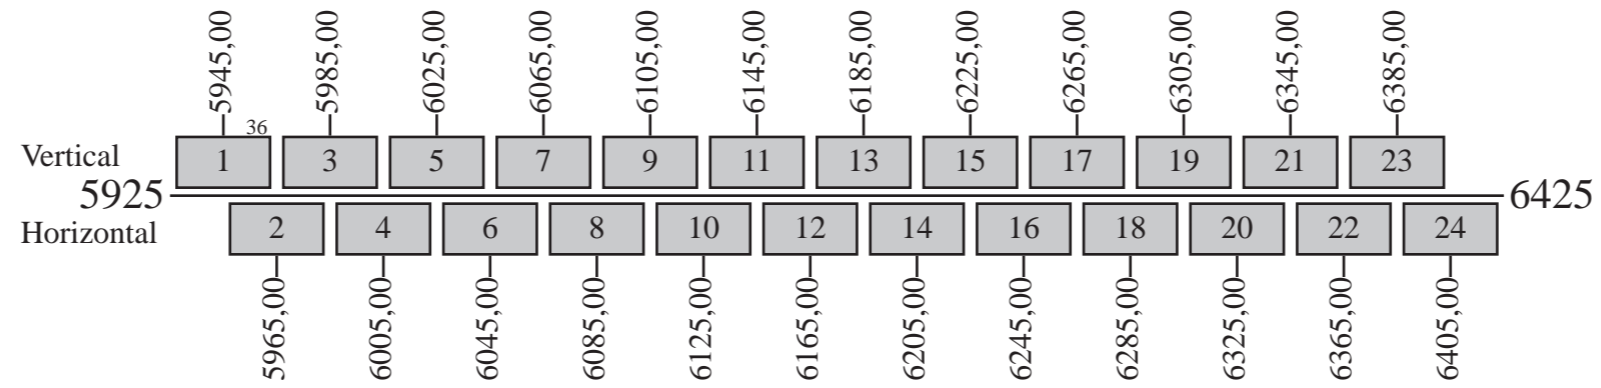 5945,00 5985,00 6025,00 6065,00 6105,00 6145,00 6185,00 6225,00 6265,00 6305,00 6345,00 6385,00
36
Vertical 1 3 5 7 9 11 13 15 17 19 21 23
5925 6425
Horizontal 2 4 6 8 10 12 14 16 18 20 22 24
5965,00 6005,00 6045,00 6085,00 6125,00 6165,00 6205,00 6245,00 6285,00 6325,00 6365,00 6405,00